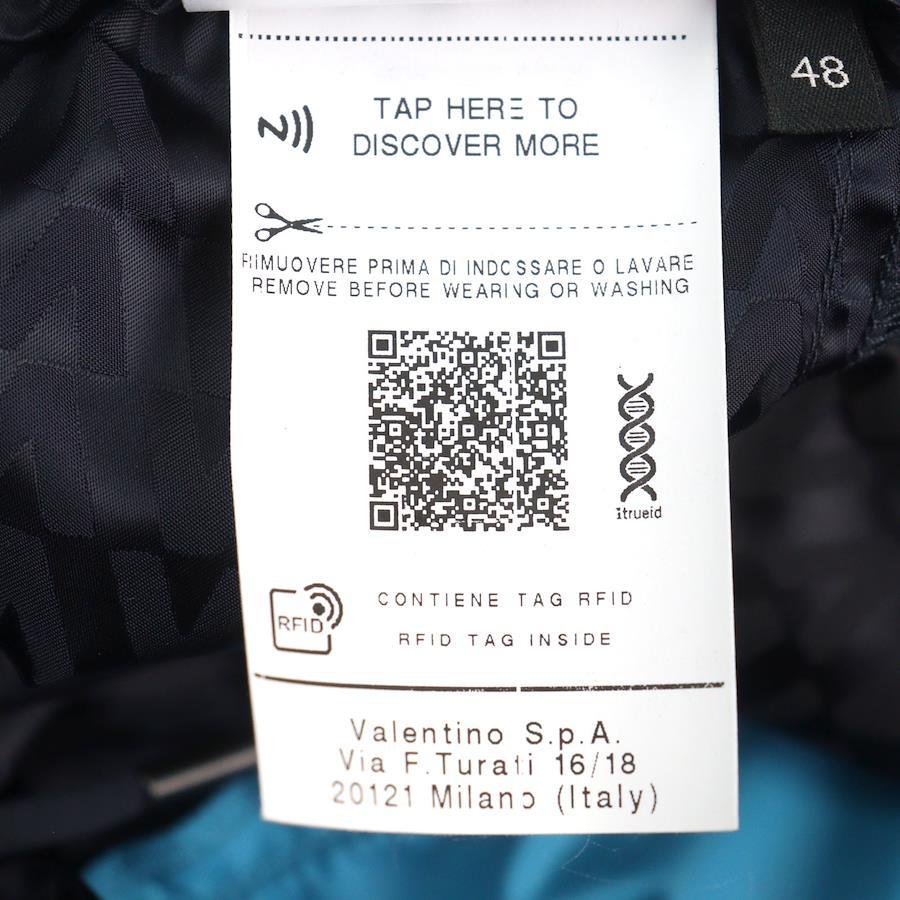 48
TAP HERE TO
DISCOVER MORE
RIMUOVERE PRIMA DI INDOSSARE O LAVARE
REMOVE BEFORE WEARING OR WASHING
itrueid
RFID
CONTIENE TAG RFID
RFID TAG INSIDE
Valentino S.p.A.
Via F.Turati 16/18
20121 Milano (Italy)